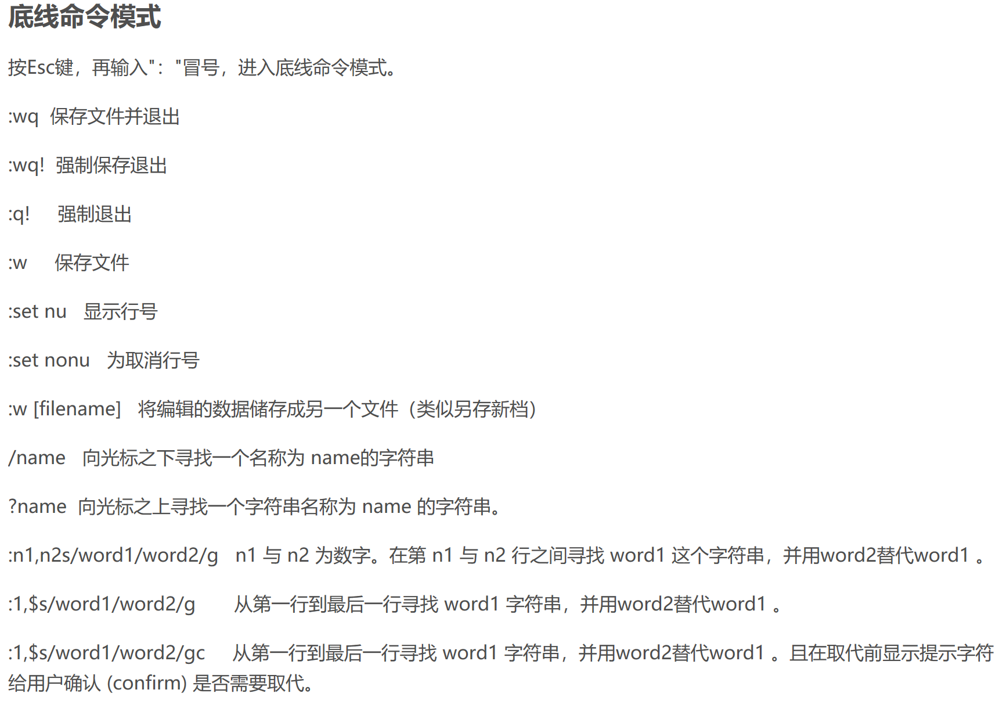 底线命令模式
按Esc键，再输入"："冒号，进入底线命令模式。
:wq 保存文件并退出
:wq! 强制保存退出
:q! 强制退出
:w 保存文件
:set nu 显示行号
:set nonu 为取消行号
:w [filename] 将编辑的数据储存成另一个文件（类似另存新档）
/name 向光标之下寻找一个名称为 name的字符串
?name 向光标之上寻找一个字符串名称为 name 的字符串。
:n1,n2s/word1/word2/g n1 与 n2 为数字。在第 n1 与 n2 行之间寻找 word1 这个字符串，并用word2替代word1 。
:1,$s/word1/word2/g 从第一行到最后一行寻找 word1 字符串，并用word2替代word1 。
:1,$s/word1/word2/gc 从第一行到最后一行寻找 word1 字符串，并用word2替代word1 。且在取代前显示提示字符
给用户确认 (confirm) 是否需要取代。